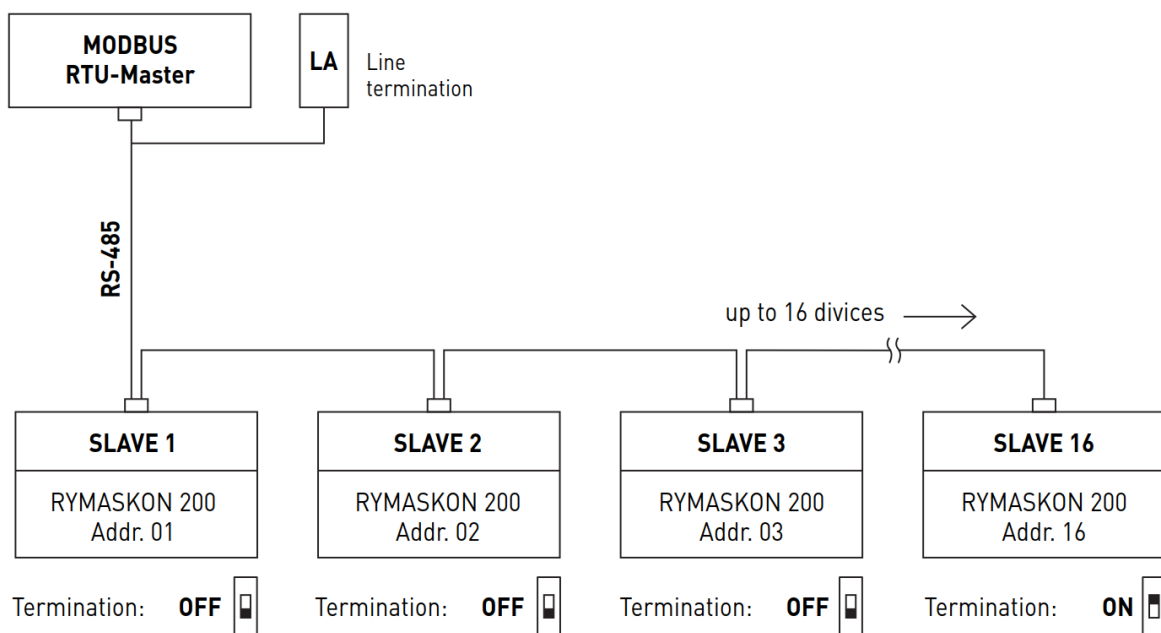 MODBUS
RTU-Master
LA
Line
termination
RS-485
up to 16 divices
SLAVE 1
RYMASKON 200
Addr. 01
Termination: OFF
SLAVE 2
RYMASKON 200
Addr. 02
Termination: OFF
SLAVE 3
RYMASKON 200
Addr. 03
Termination: OFF
SLAVE 16
RYMASKON 200
Addr. 16
Termination: ON